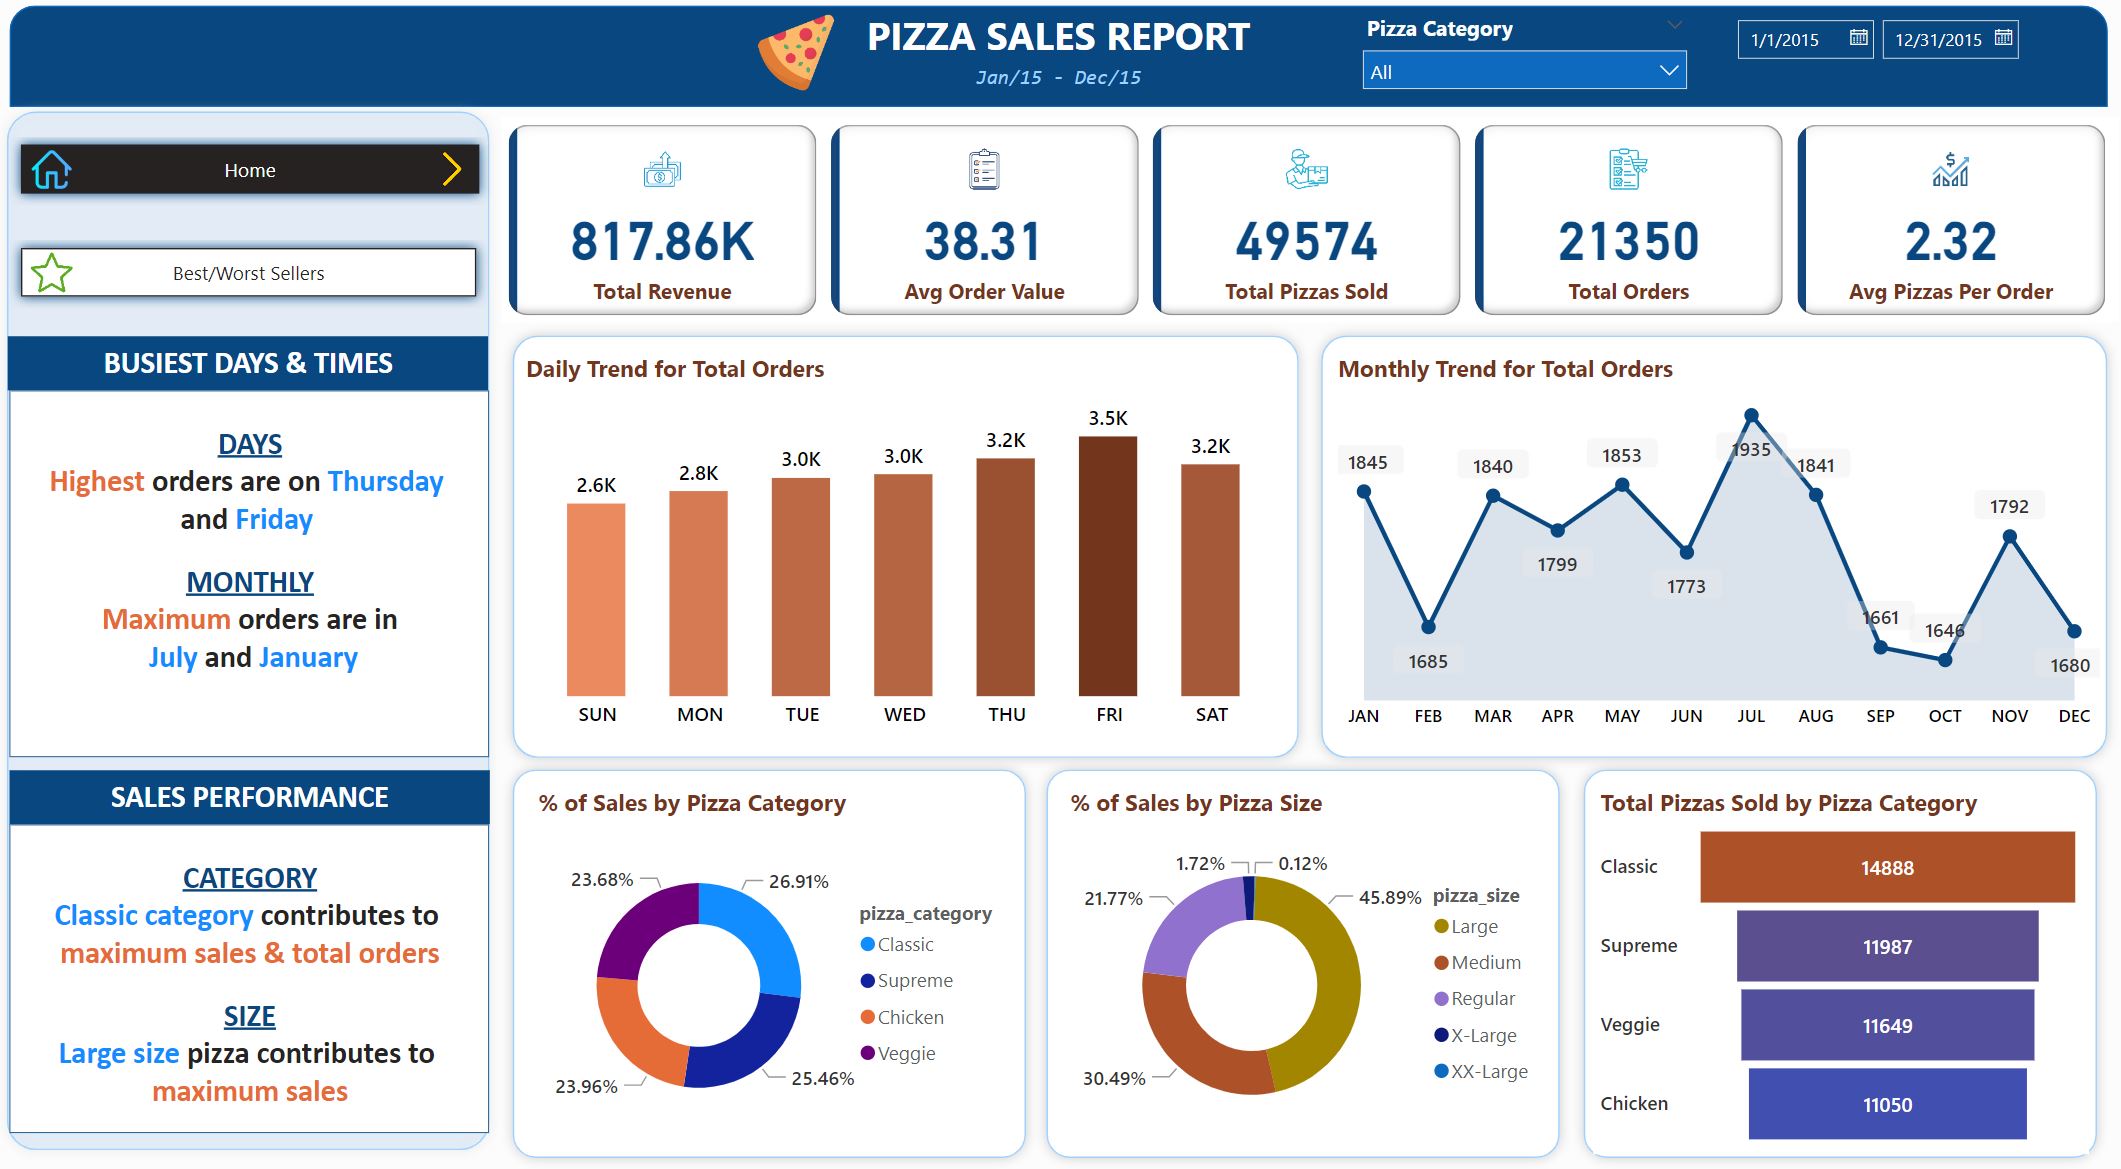 PIZZA SALES REPORT
Jan/15 - Dec/15
Pizza Category
All
1/1/2015
12/31/2015
Home
Best/Worst Sellers
817.86K
Total Revenue
38.31
Avg Order Value
49574
Total Pizzas Sold
21350
Total Orders
2.32
Avg Pizzas Per Order
BUSIEST DAYS & TIMES
DAYS
Highest orders are on Thursday
and Friday
MONTHLY
Maximum orders are in
July and January
Daily Trend for Total Orders
2.6K
2.8K
3.0K
3.0K
3.2K
3.5K
3.2K
SUN
MON
TUE
WED
THU
FRI
SAT
Monthly Trend for Total Orders
1845
1685
1840
1799
1853
1773
1935
1841
1661
1646
1792
1680
JAN
FEB
MAR
APR
MAY
JUN
JUL
AUG
SEP
OCT
NOV
DEC
SALES PERFORMANCE
CATEGORY
Classic category contributes to
maximum sales & total orders
SIZE
Large size pizza contributes to
maximum sales
% of Sales by Pizza Category
23.68%
26.91%
23.96%
25.46%
pizza_category
Classic
Supreme
Chicken
Veggie
% of Sales by Pizza Size
1.72%
0.12%
21.77%
45.89%
30.49%
pizza_size
Large
Medium
Regular
X-Large
XX-Large
Total Pizzas Sold by Pizza Category
Classic
14888
Supreme
11987
Veggie
11649
Chicken
11050